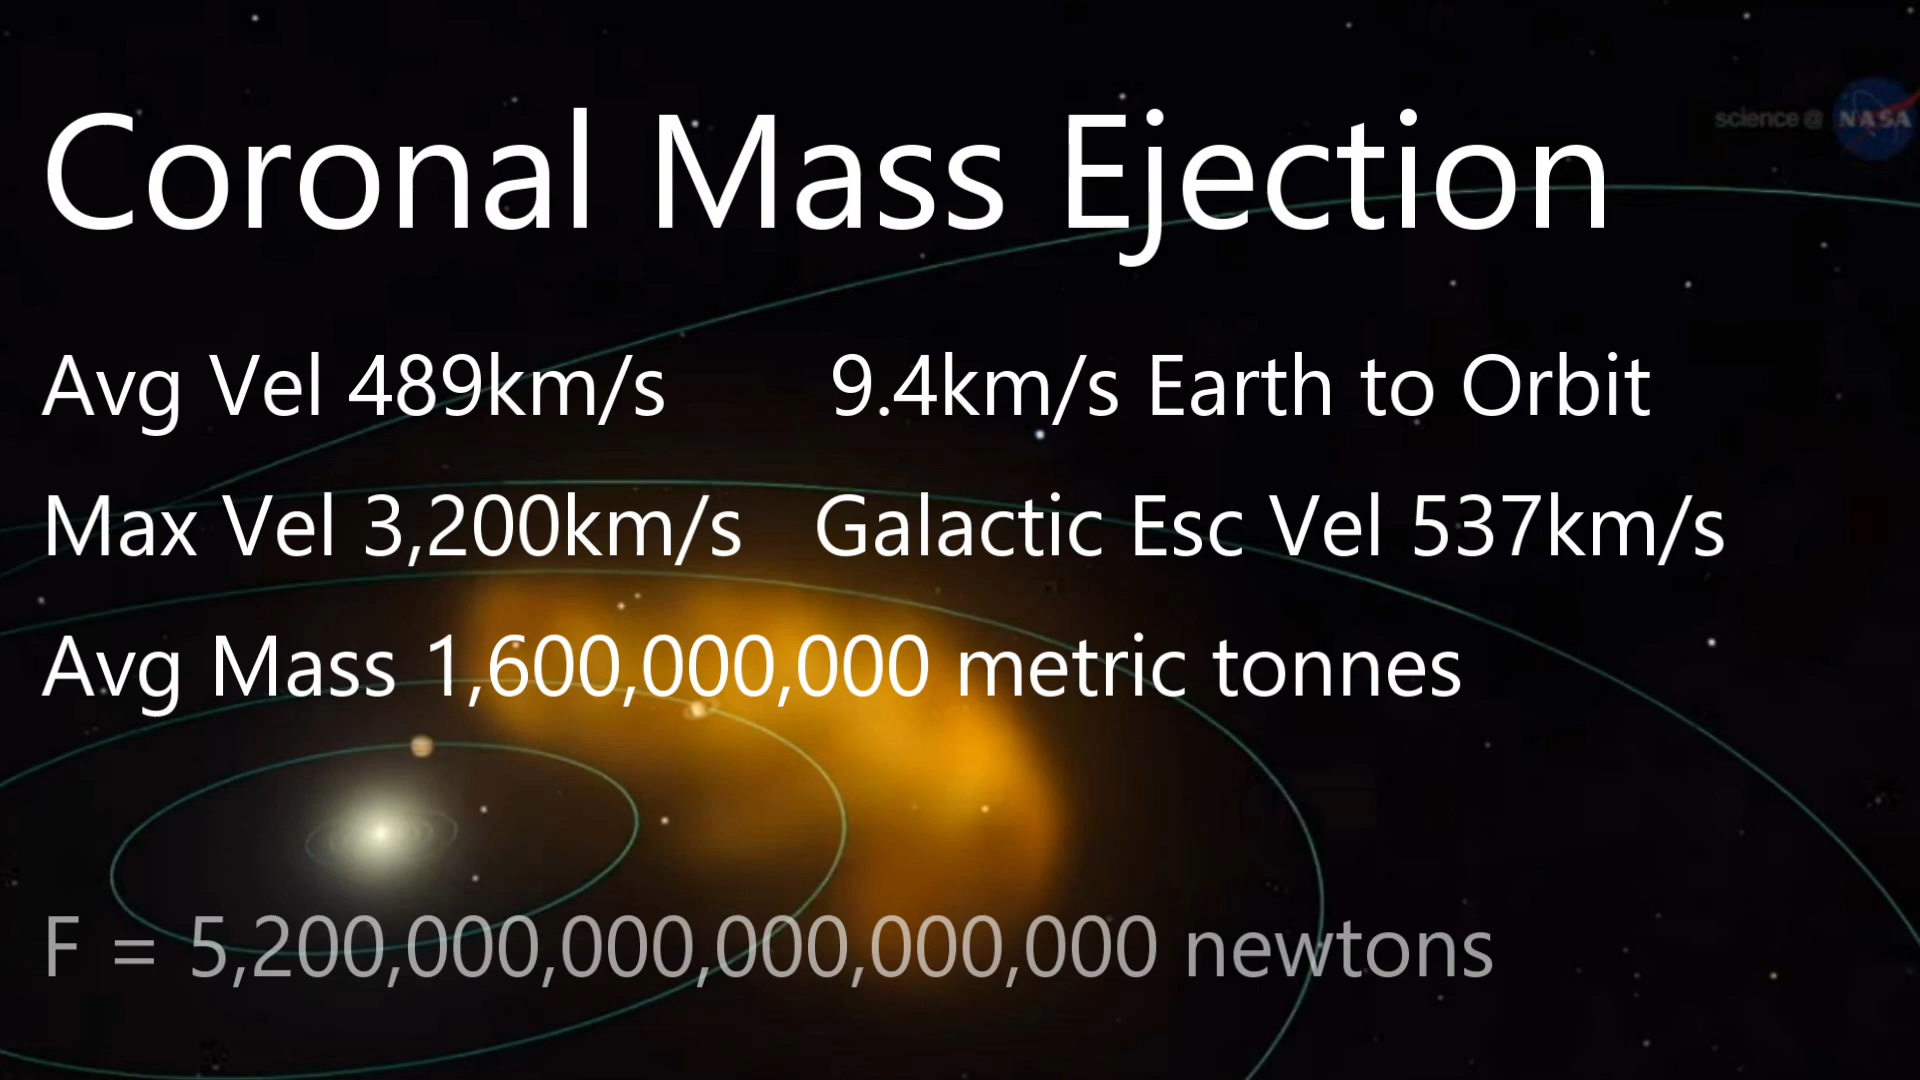 Coronal Mass Ejection
science @ NASA
Avg Vel 489km/s 9.4km/s Earth to Orbit
Max Vel 3,200km/s Galactic Esc Vel 537km/s
Avg Mass 1,600,000,000 metric tonnes
F = 5,200,000,000,000,000,000 newtons